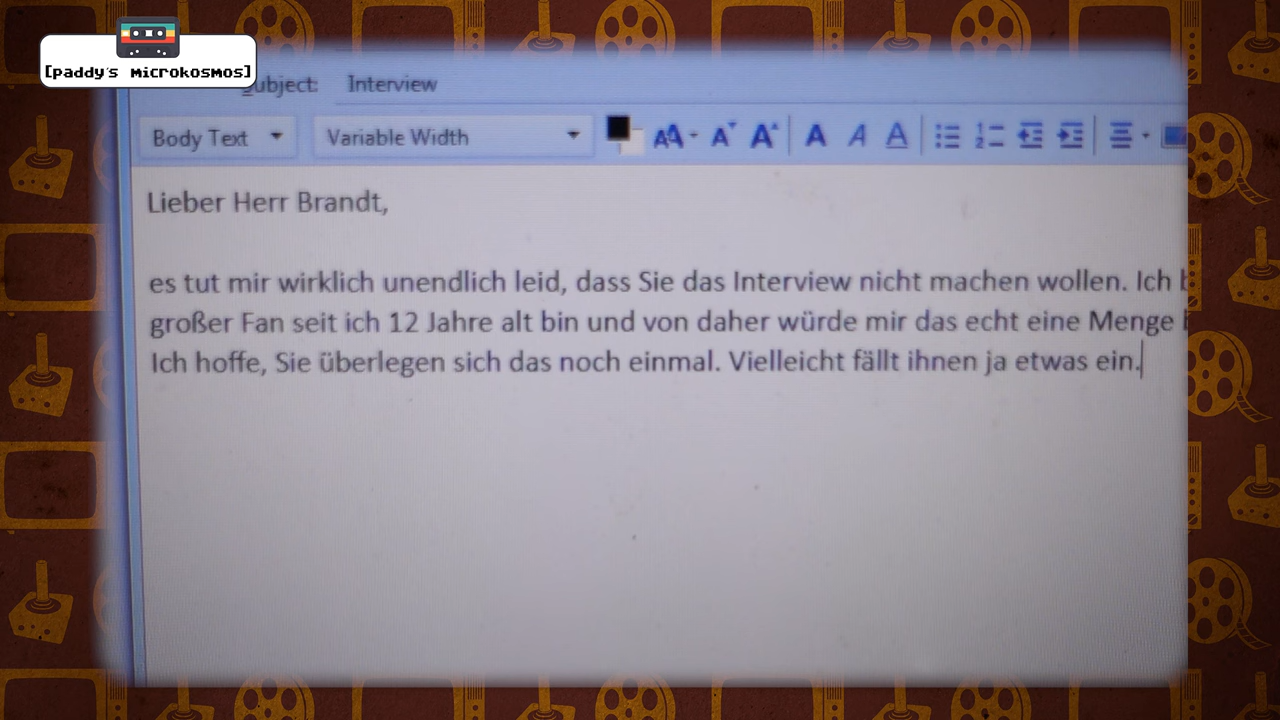 [paddy's microkosmos]
Subject: Interview
Body Text Variable Width
Lieber Herr Brandt,
es tut mir wirklich unendlich leid, dass Sie das Interview nicht machen wollen. Ich
großer Fan seit ich 12 Jahre alt bin und von daher würde mir das echt eine Menge
Ich hoffe, Sie überlegen sich das noch einmal. Vielleicht fällt ihnen ja etwas ein.